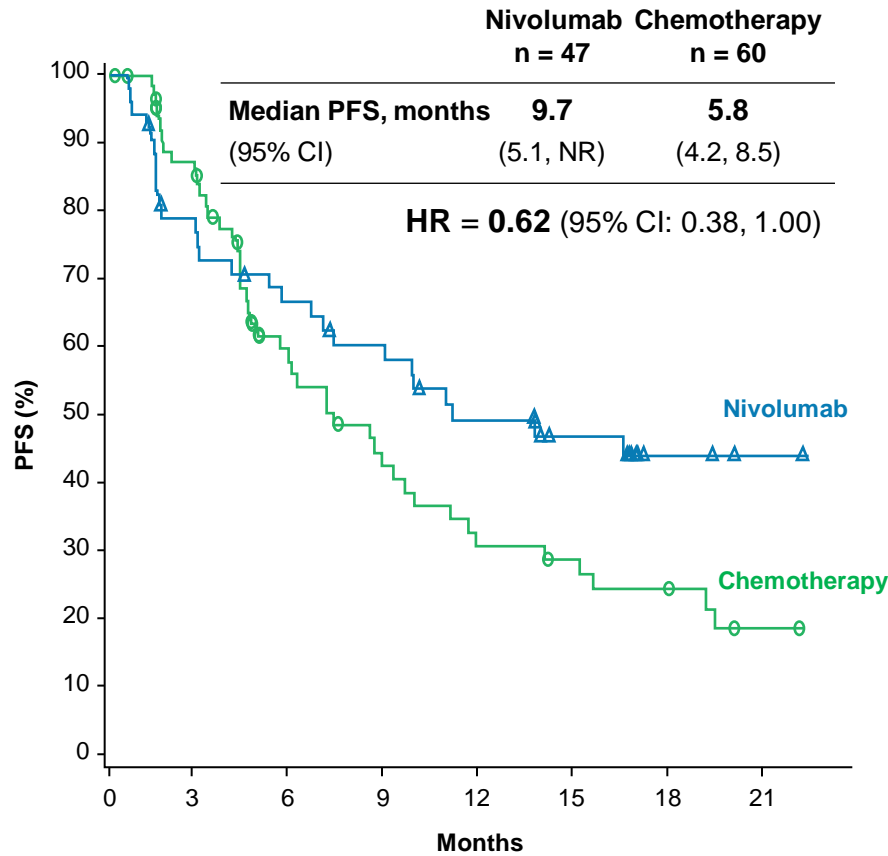 Nivolumab Chemotherapy
n = 47 n = 60
Median PFS, months 9.7 5.8
(95% CI) (5.1, NR) (4.2, 8.5)
HR = 0.62 (95% CI: 0.38, 1.00)
100
90
80
70
60
50
40
30
20
10
0
PFS (%)
Nivolumab
Chemotherapy
0 3 6 9 12 15 18 21
Months